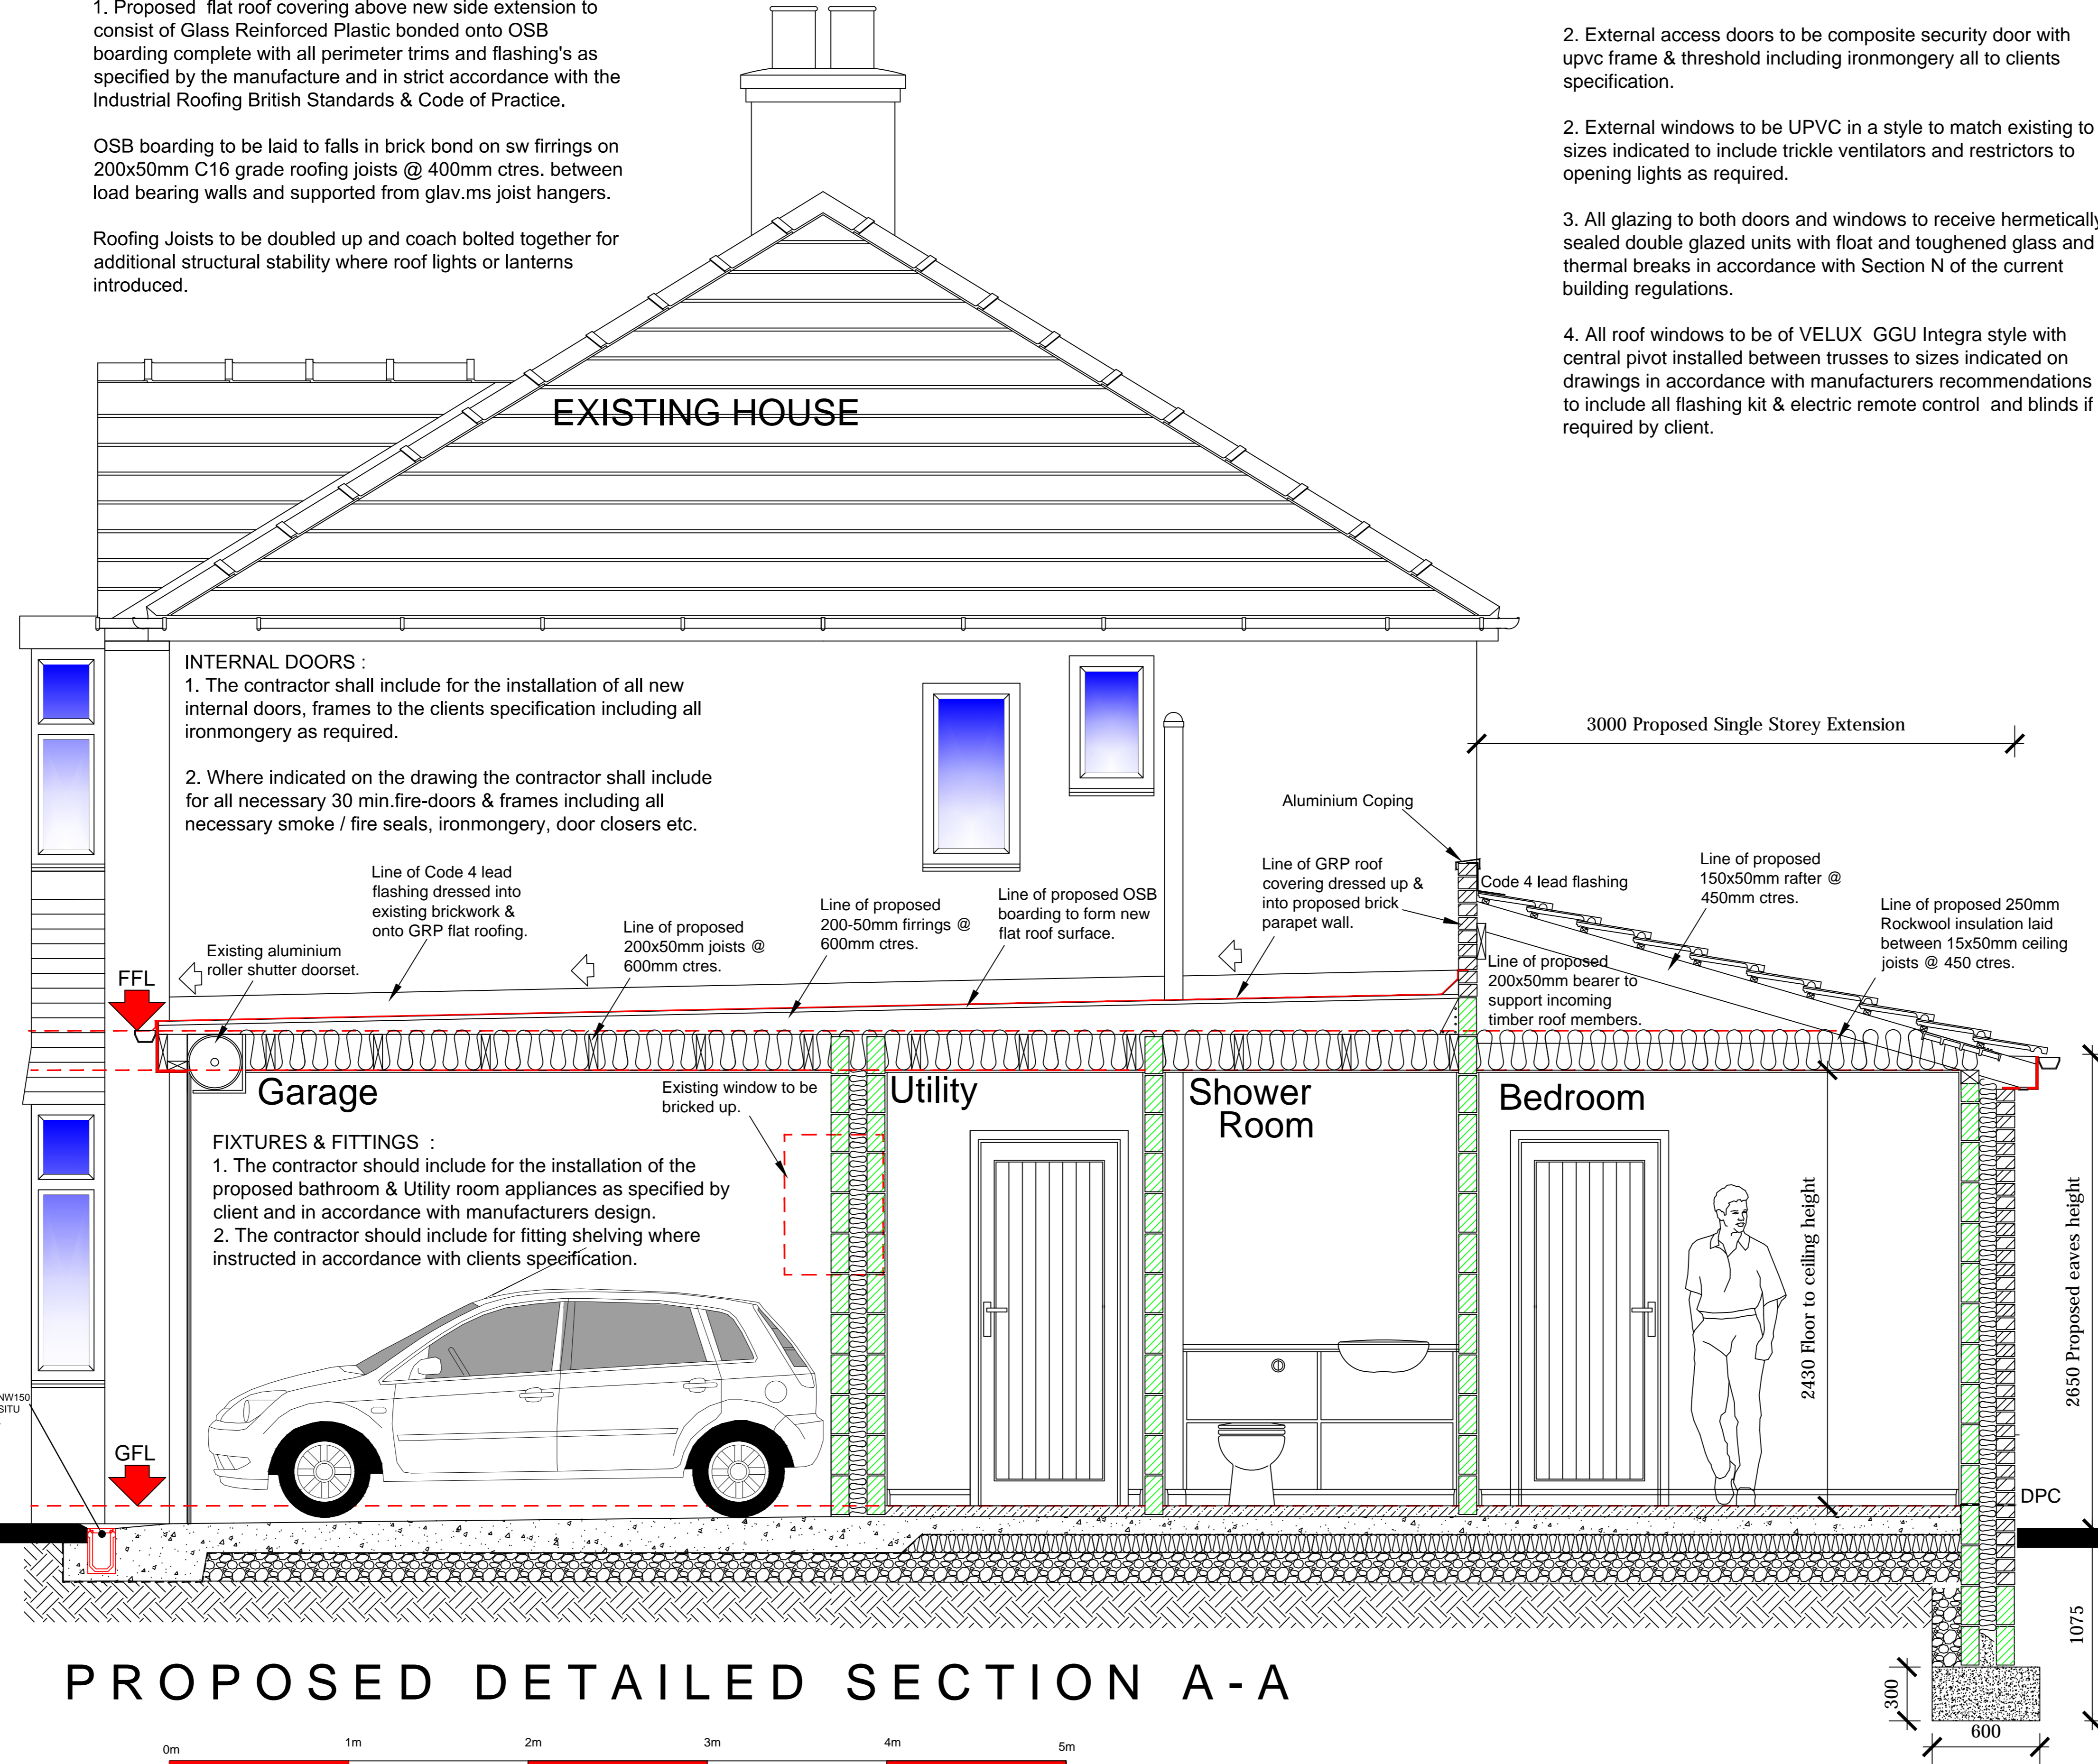 1. Proposed flat roof covering above new side extension to
consist of Glass Reinforced Plastic bonded onto OSB
boarding complete with all perimeter trims and flashing's as
specified by the manufacture and in strict accordance with the
Industrial Roofing British Standards & Code of Practice.
OSB boarding to be laid to falls in brick bond on sw firrings on
200x50mm C16 grade roofing joists @ 400mm ctres. between
load bearing walls and supported from glav.ms joist hangers.
Roofing Joists to be doubled up and coach bolted together for
additional structural stability where roof lights or lanterns
introduced.
2. External access doors to be composite security door with
upvc frame & threshold including ironmongery all to clients
specification.
2. External windows to be UPVC in a style to match existing to
sizes indicated to include trickle ventilators and restrictors to
opening lights as required.
3. All glazing to both doors and windows to receive hermetically
sealed double glazed units with float and toughened glass and
thermal breaks in accordance with Section N of the current
building regulations.
4. All roof windows to be of VELUX GGU Integra style with
central pivot installed between trusses to sizes indicated on
drawings in accordance with manufacturers recommendations
to include all flashing kit & electric remote control and blinds if
required by client.
EXISTING HOUSE
INTERNAL DOORS :
1. The contractor shall include for the installation of all new
internal doors, frames to the clients specification including all
ironmongery as required.
2. Where indicated on the drawing the contractor shall include
for all necessary 30 min.fire-doors & frames including all
necessary smoke / fire seals, ironmongery, door closers etc.
3000 Proposed Single Storey Extension
Aluminium Coping
Line of Code 4 lead
flashing dressed into
existing brickwork &
onto GRP flat roofing.
Existing aluminium
roller shutter doorset.
Line of proposed
200x50mm joists @
600mm ctres.
Line of proposed
200-50mm firrings @
600mm ctres.
Line of proposed OSB
boarding to form new
flat roof surface.
Line of GRP roof
covering dressed up &
into proposed brick
parapet wall.
Code 4 lead flashing
Line of proposed
150x50mm rafter @
450mm ctres.
Line of proposed 250mm
Rockwool insulation laid
between 15x50mm ceiling
joists @ 450 ctres.
Line of proposed
200x50mm bearer to
support incoming
timber roof members.
FFL
Garage
Existing window to be
bricked up.
Utility
Shower
Room
Bedroom
FIXTURES & FITTINGS :
1. The contractor should include for the installation of the
proposed bathroom & Utility room appliances as specified by
client and in accordance with manufacturers design.
2. The contractor should include for fitting shelving where
instructed in accordance with clients specification.
2430 Floor to ceiling height
2650 Proposed eaves height
NW150
SITU
GFL
DPC
1075
300
600
PROPOSED DETAILED SECTION A-A
0m 1m 2m 3m 4m 5m